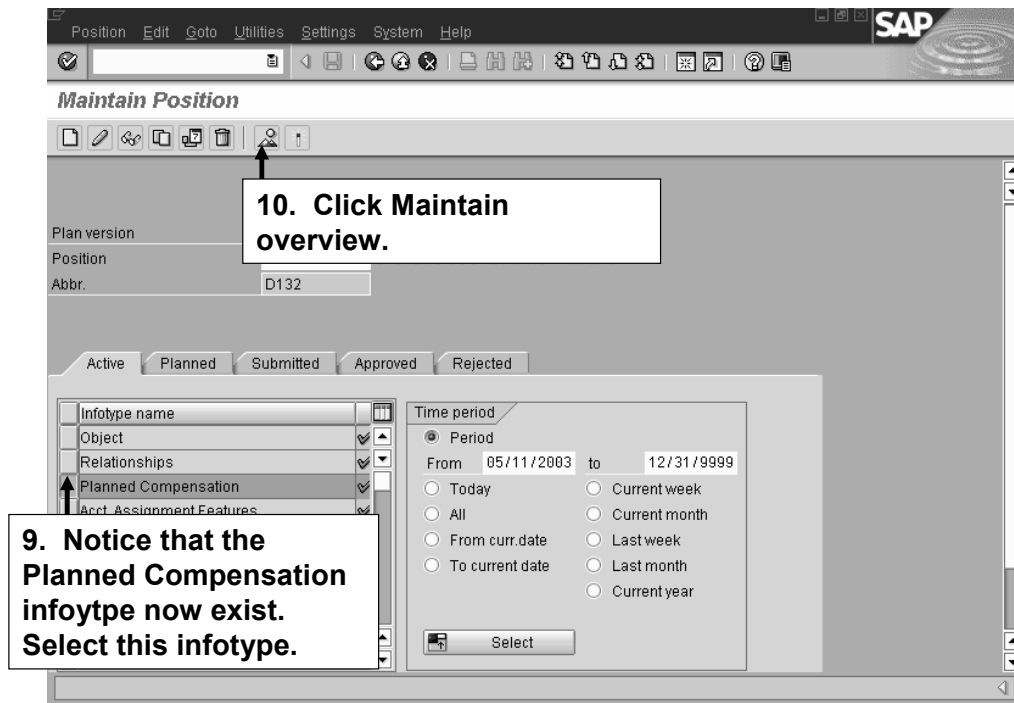 Position Edit Goto Utilities Settings System Help
SAP
Maintain Position
10. Click Maintain
overview.
Plan version
Position
Abbr. D132
Active Planned Submitted Approved Rejected
Infotype name
Object
Relationships
Planned Compensation
Acct. Assignment Features
Time period
Period
From 05/11/2003 to 12/31/9999
Today Current week
All Current month
From curr.date Last week
To current date Last month
Current year
Select
9. Notice that the
Planned Compensation
infoytpe now exist.
Select this infotype.